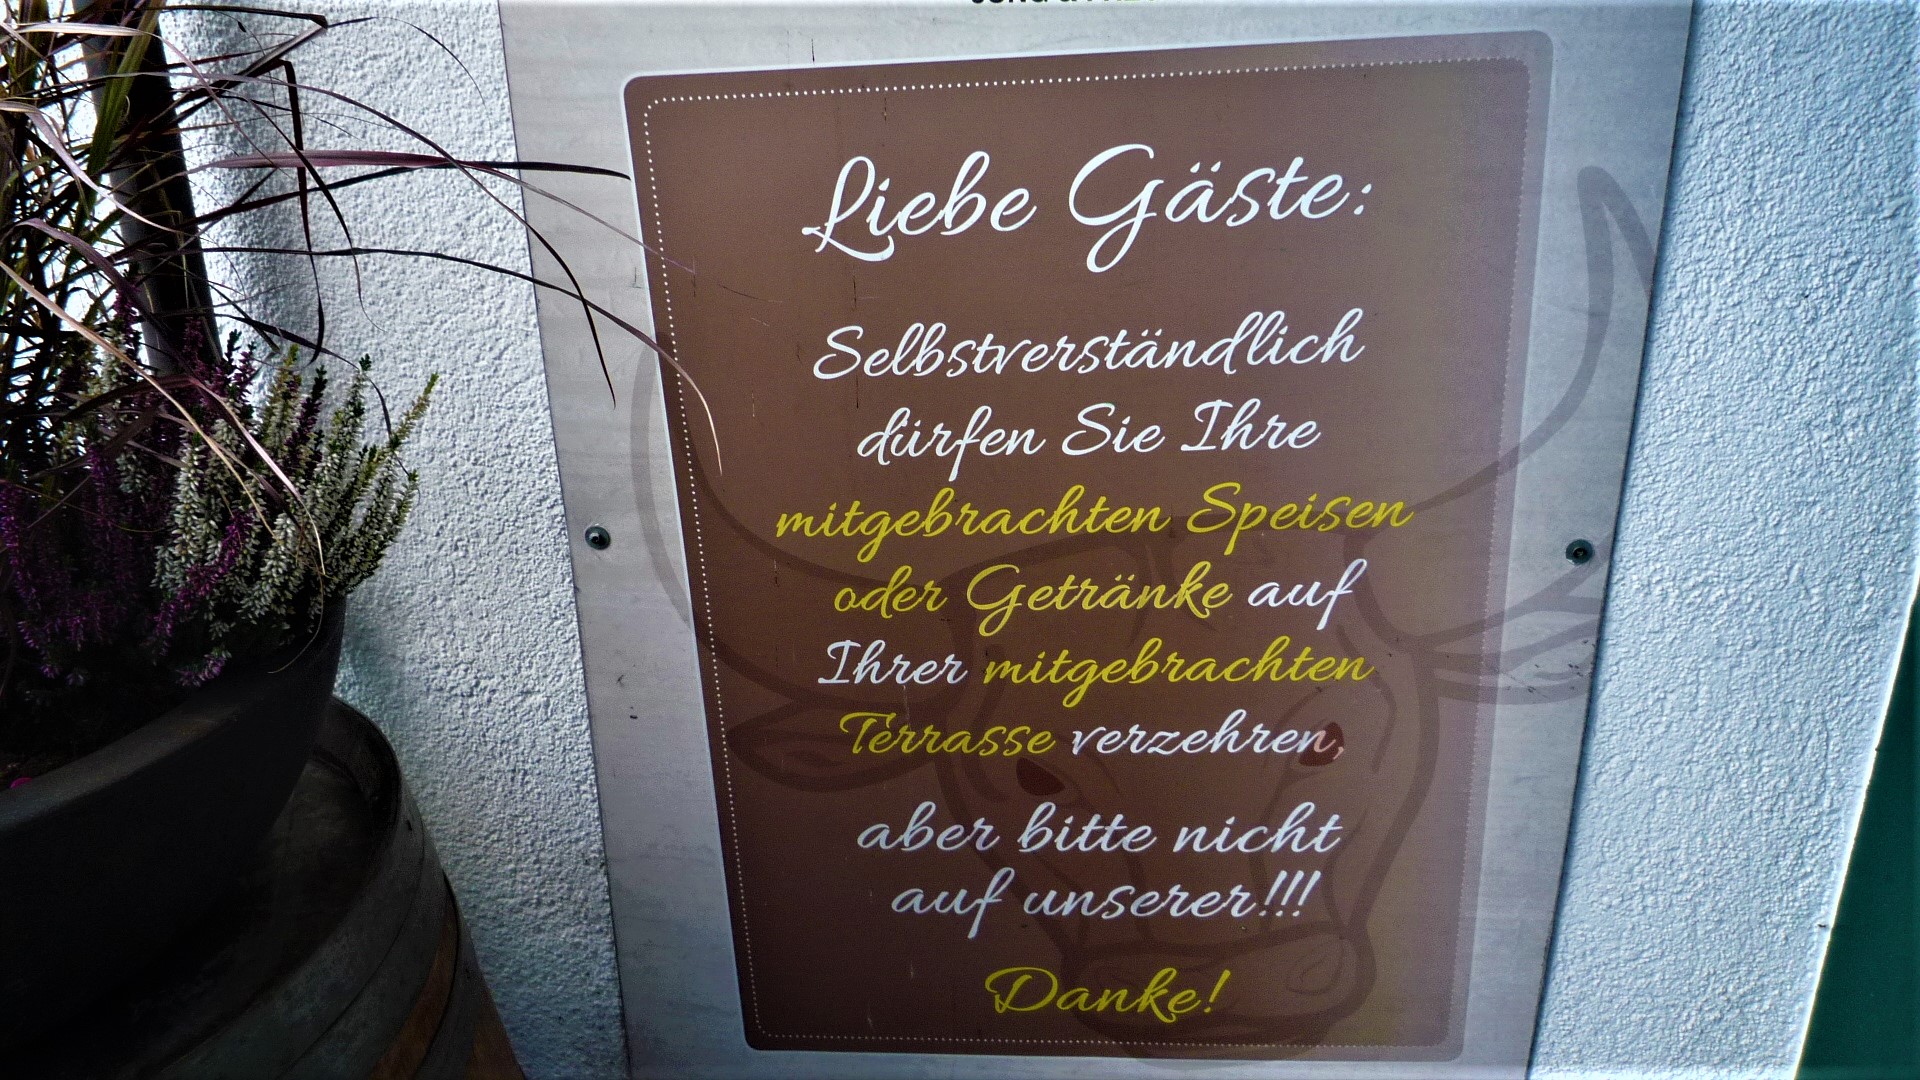 Liebe Gäste:
Selbstverständlich
dürfen Sie Ihre
mitgebrachten Speisen
oder Getränke auf
Ihrer mitgebrachten
Terrasse verzehren,
aber bitte nicht
auf unserer!!!
Danke!